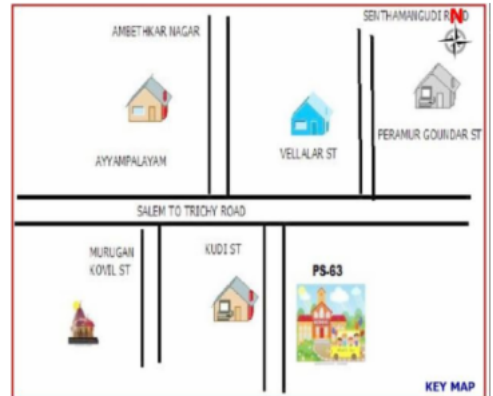 SENTHAMANGUDI ROAD
N
AMBETHKAR NAGAR
PERAMUR GOUNDAR ST
AYYAMPALAYAM
VELLALAR ST
SALEM TO TRICHY ROAD
MURUGAN
KOVIL ST
KUDI ST
PS-63
KEY MAP